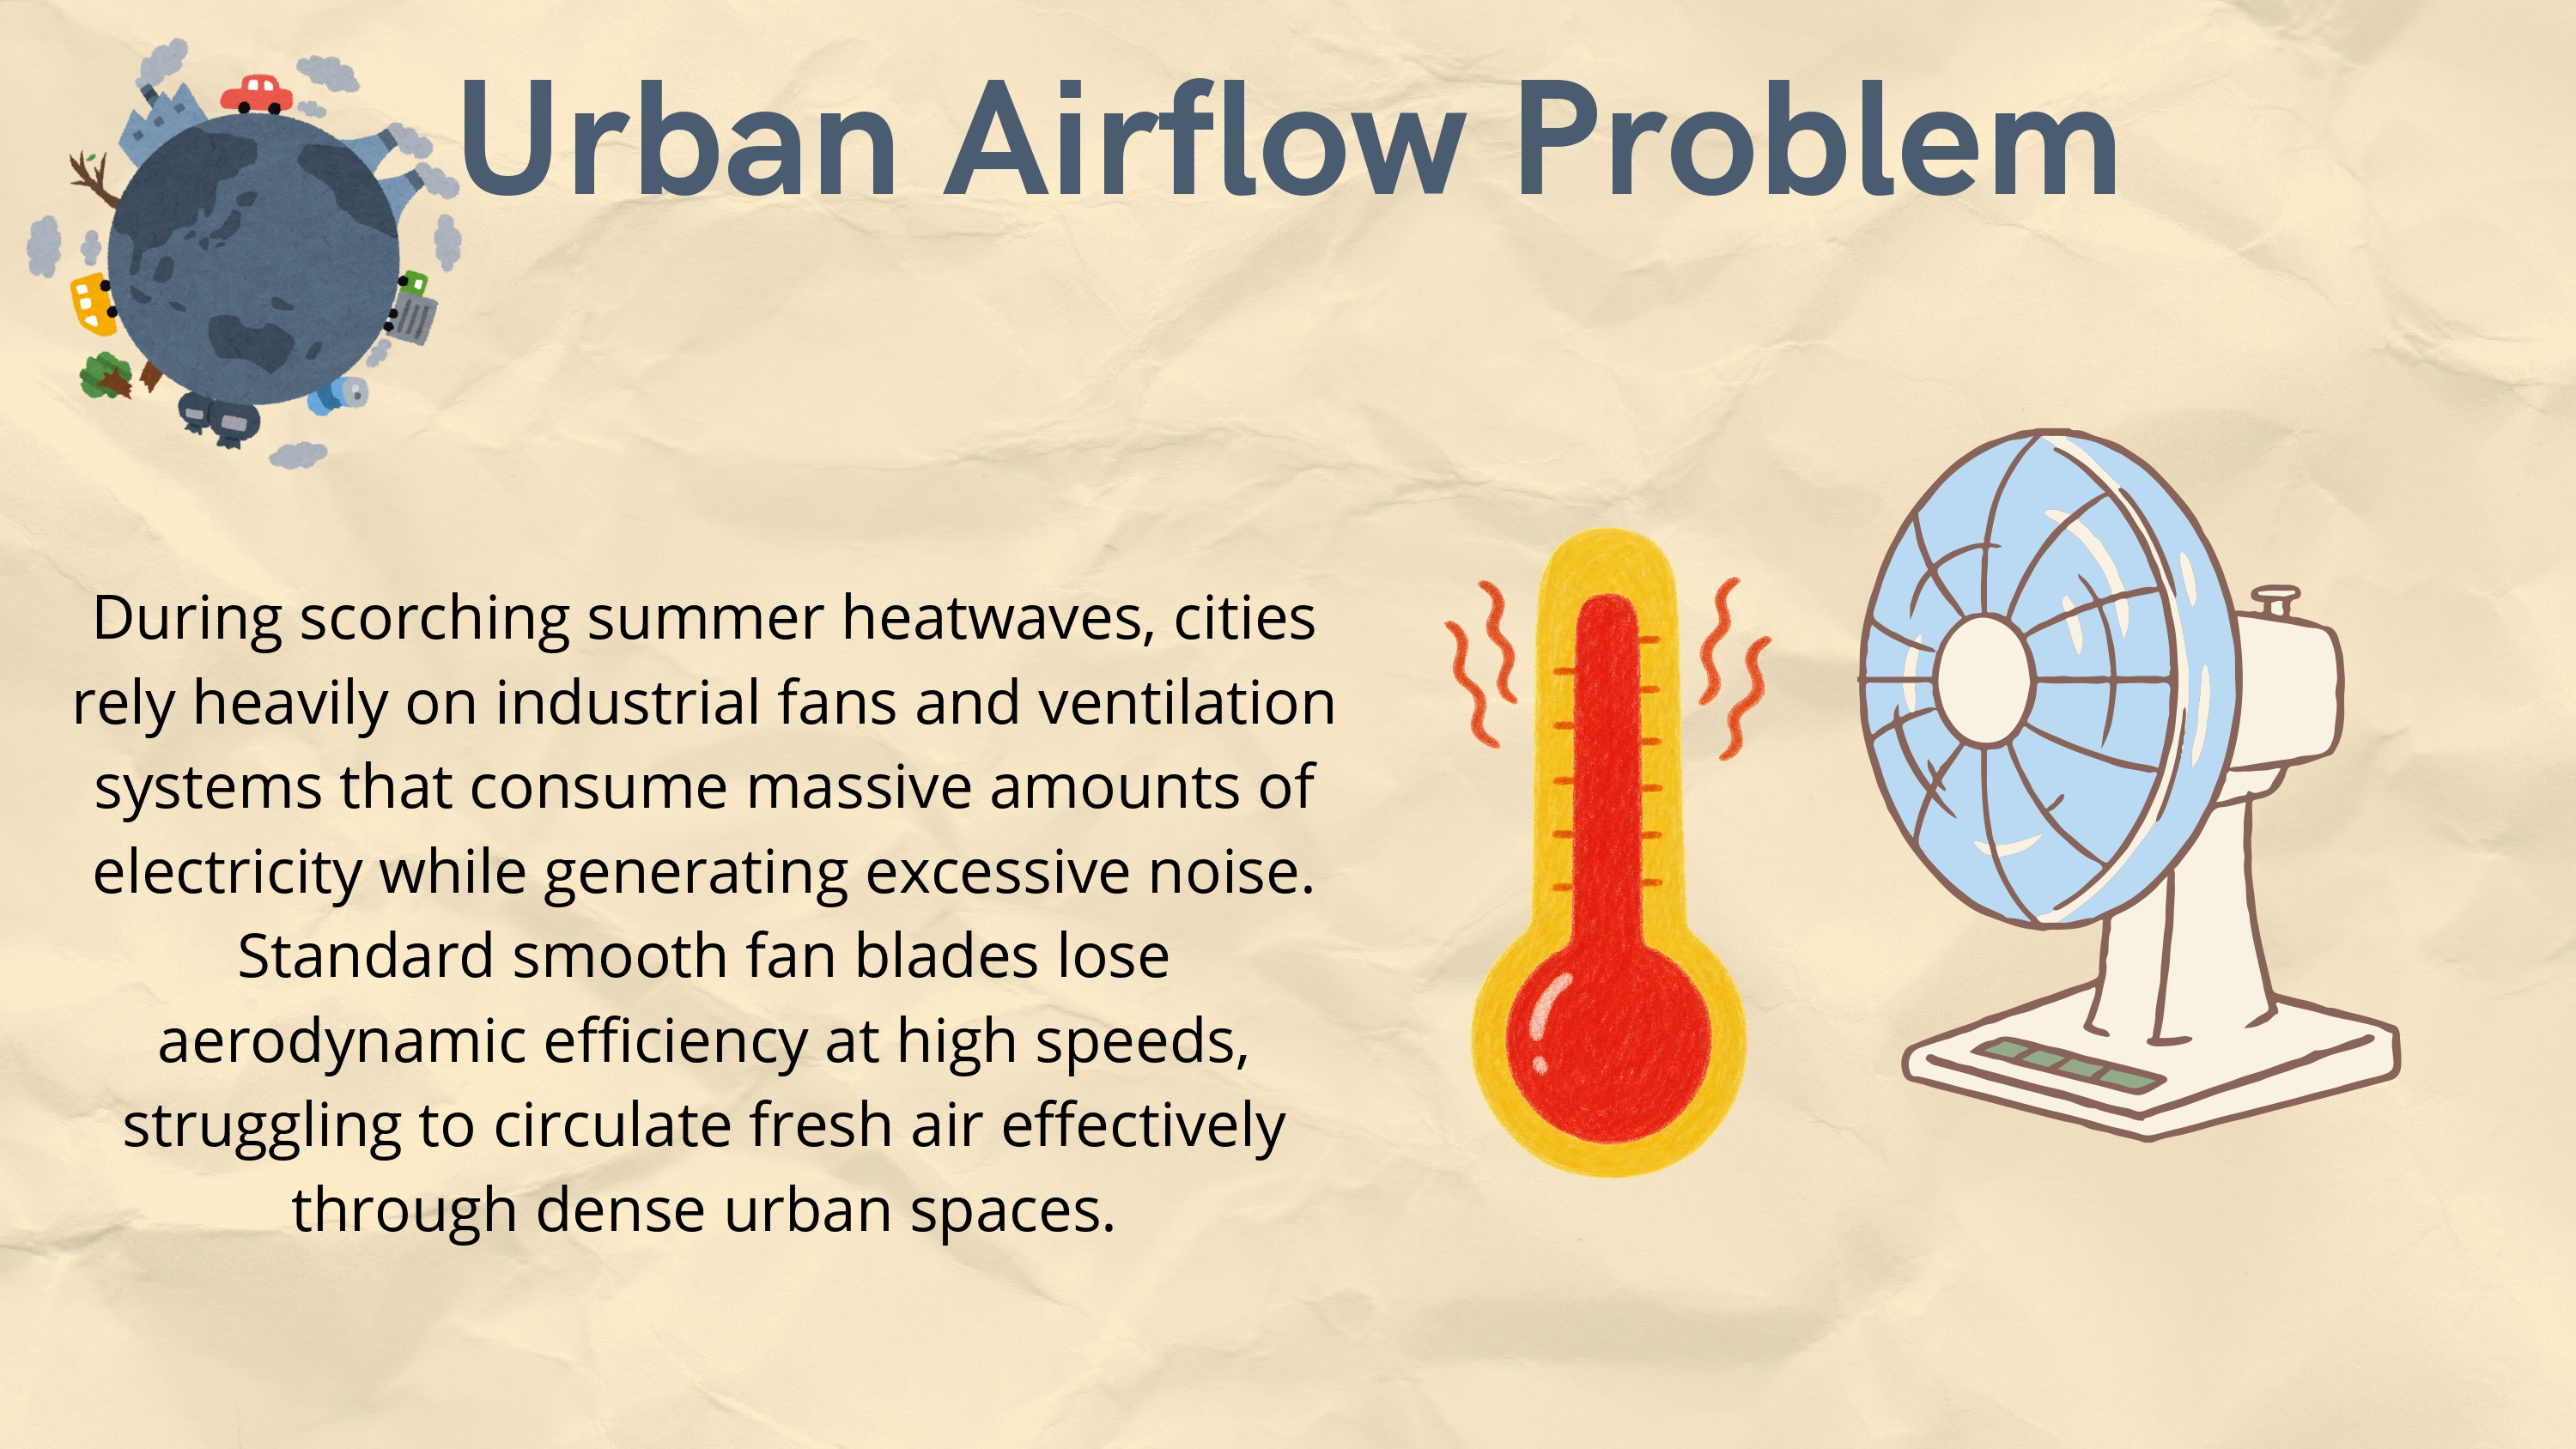 Urban Airflow Problem
During scorching summer heatwaves, cities
rely heavily on industrial fans and ventilation
systems that consume massive amounts of
electricity while generating excessive noise.
Standard smooth fan blades lose
aerodynamic efficiency at high speeds,
struggling to circulate fresh air effectively
through dense urban spaces.